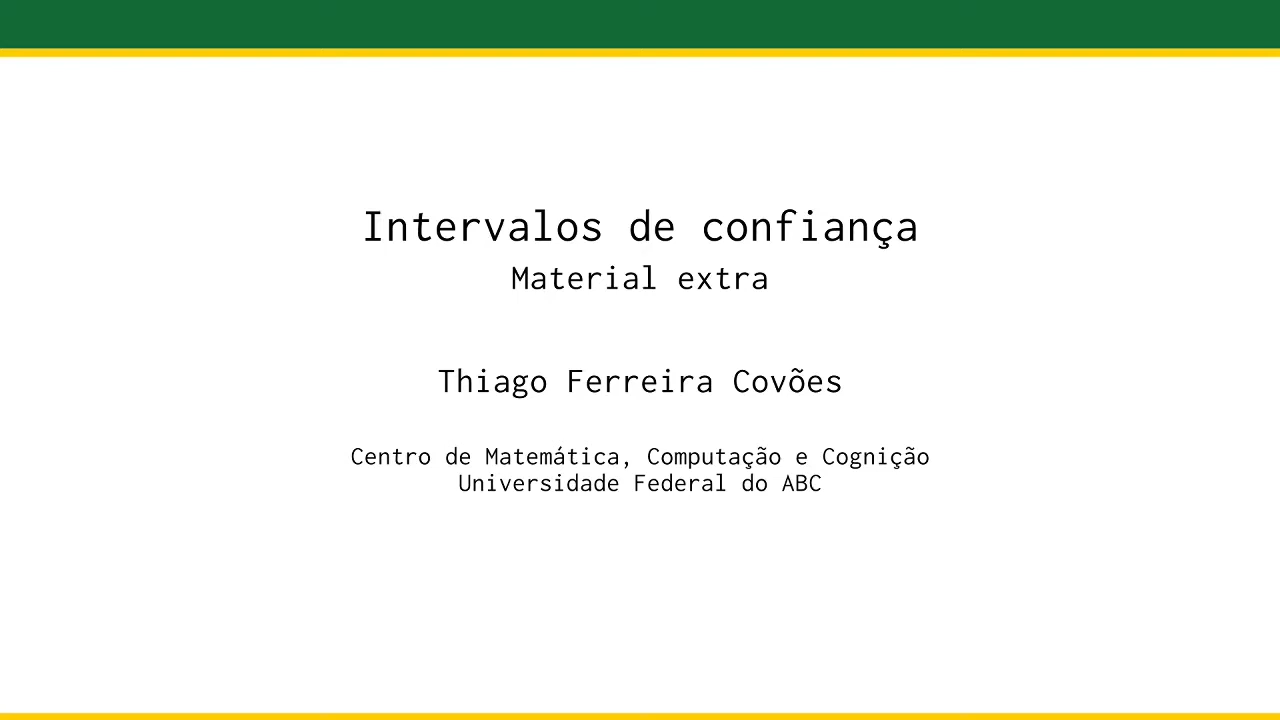 Intervalos de confiança
Material extra
Thiago Ferreira Covões
Centro de Matemática, Computação e Cognição
Universidade Federal do ABC